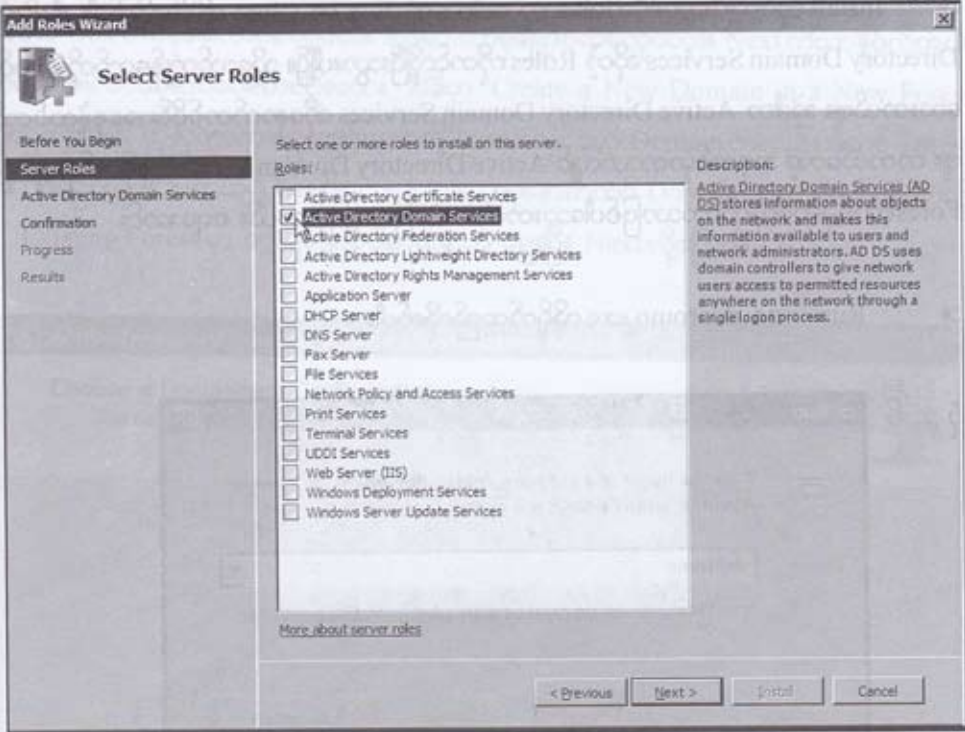 Add Roles Wizard
Select Server Roles
Before You Begin
Server Roles
Active Directory Domain Services
Confirmation
Progress
Results
Select one or more roles to install on this server.
Roles:
Active Directory Certificate Services
Active Directory Domain Services
Active Directory Federation Services
Active Directory Lightweight Directory Services
Active Directory Rights Management Services
Application Server
DHCP Server
DNS Server
Fax Server
File Services
Network Policy and Access Services
Print Services
Terminal Services
UDDI Services
Web Server (IIS)
Windows Deployment Services
Windows Server Update Services
More about server roles
Description:
Active Directory Domain Services (AD
DS) stores information about objects
on the network and makes this
information available to users and
network administrators. AD DS uses
domain controllers to give network
users access to permitted resources
anywhere on the network through a
single logon process.
< Previous
Next >
Install
Cancel